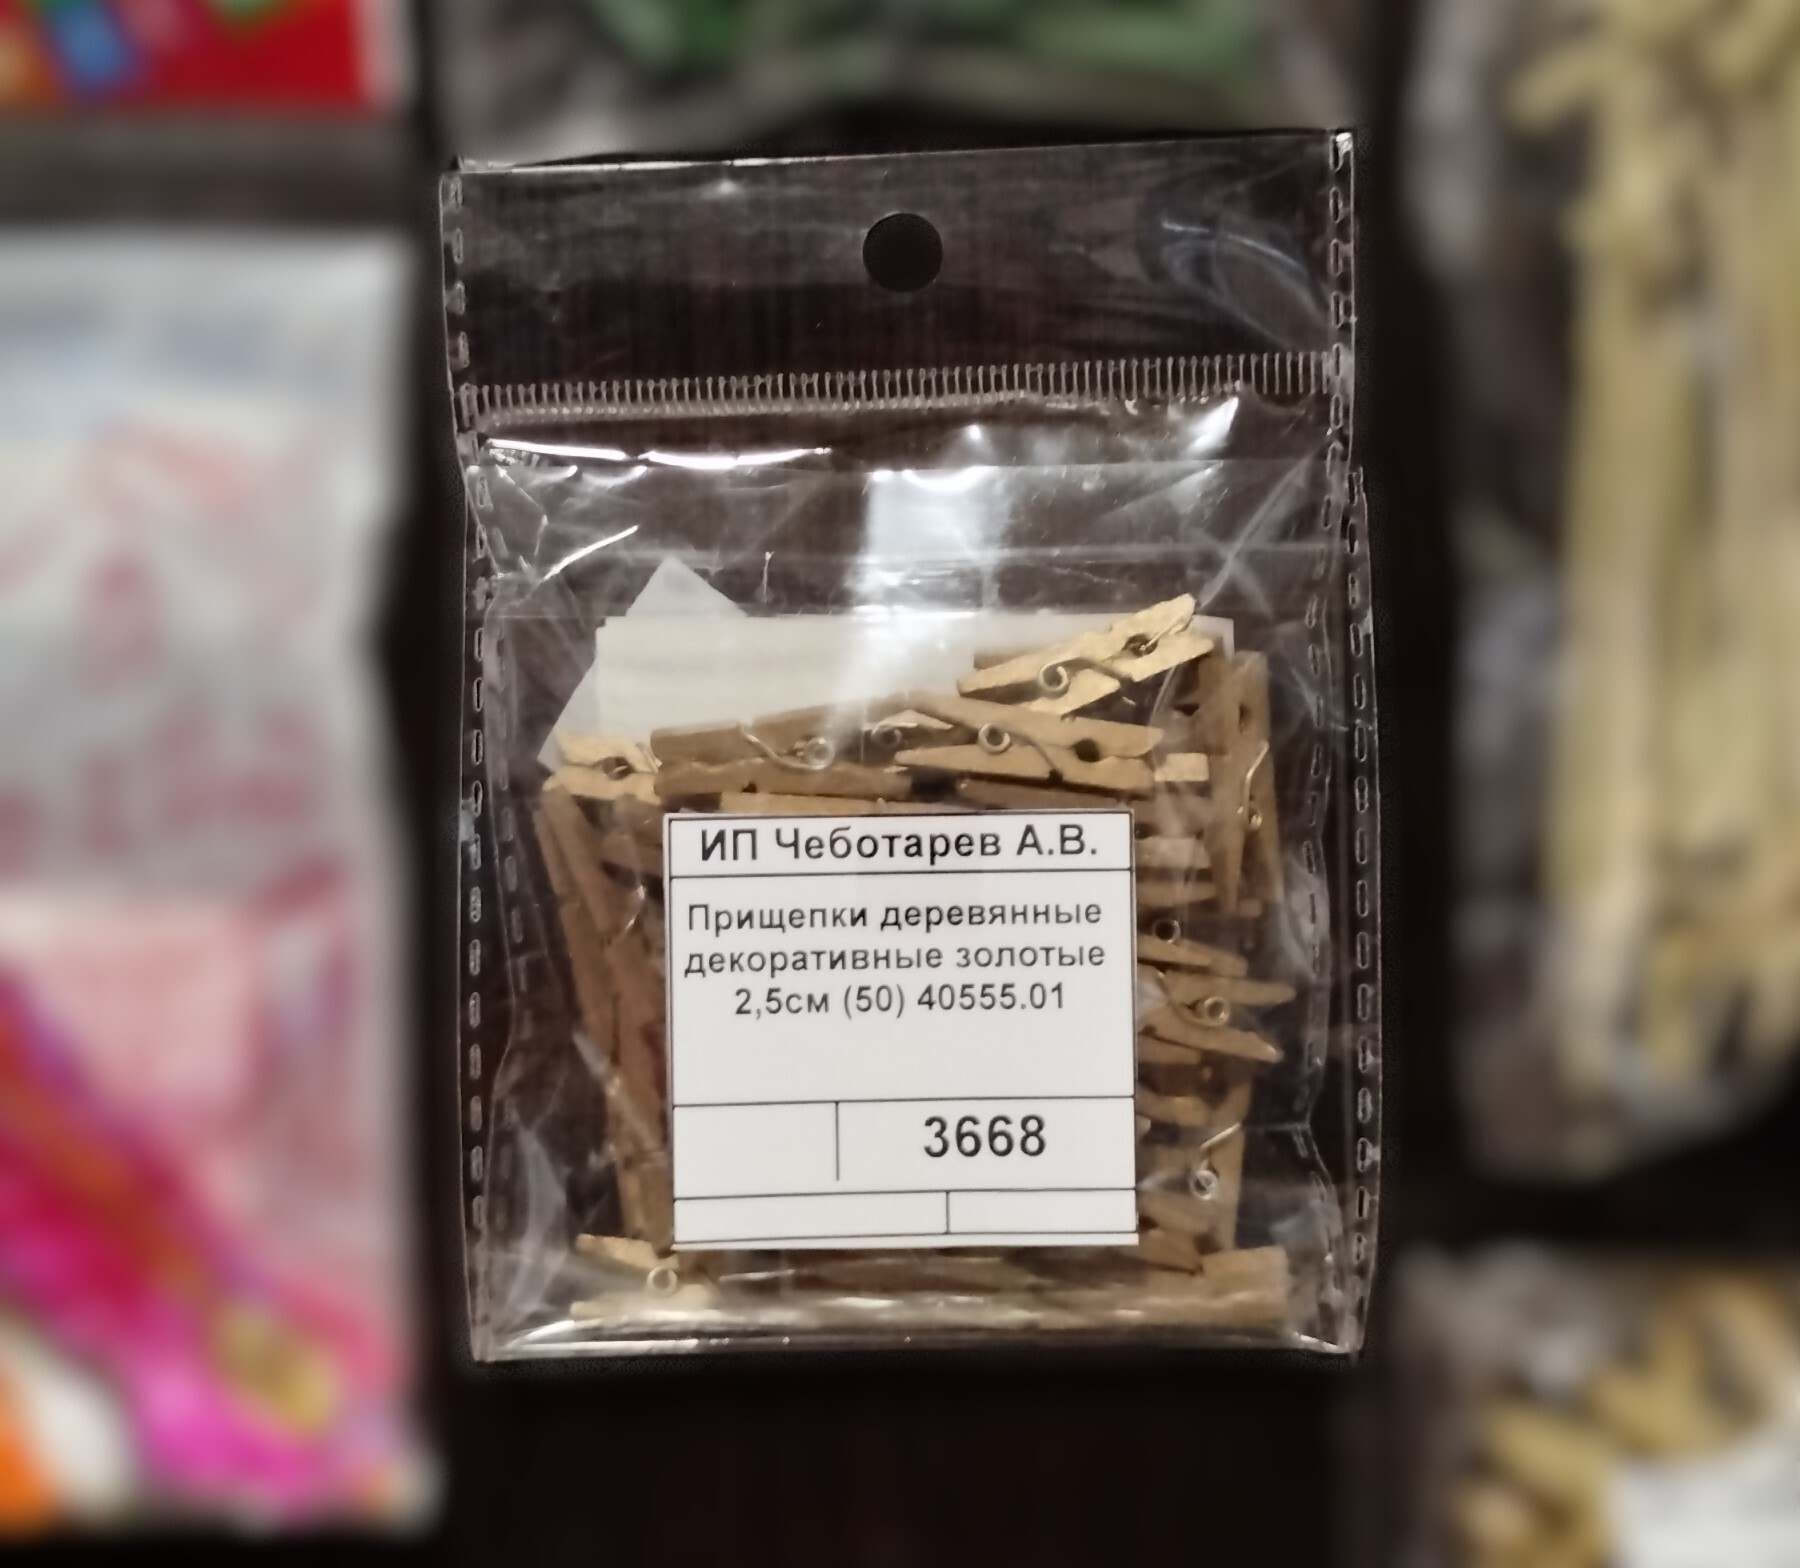 ИП Чеботарев А.В.
Прищепки деревянные
декоративные золотые
2,5см (50) 40555.01
3668